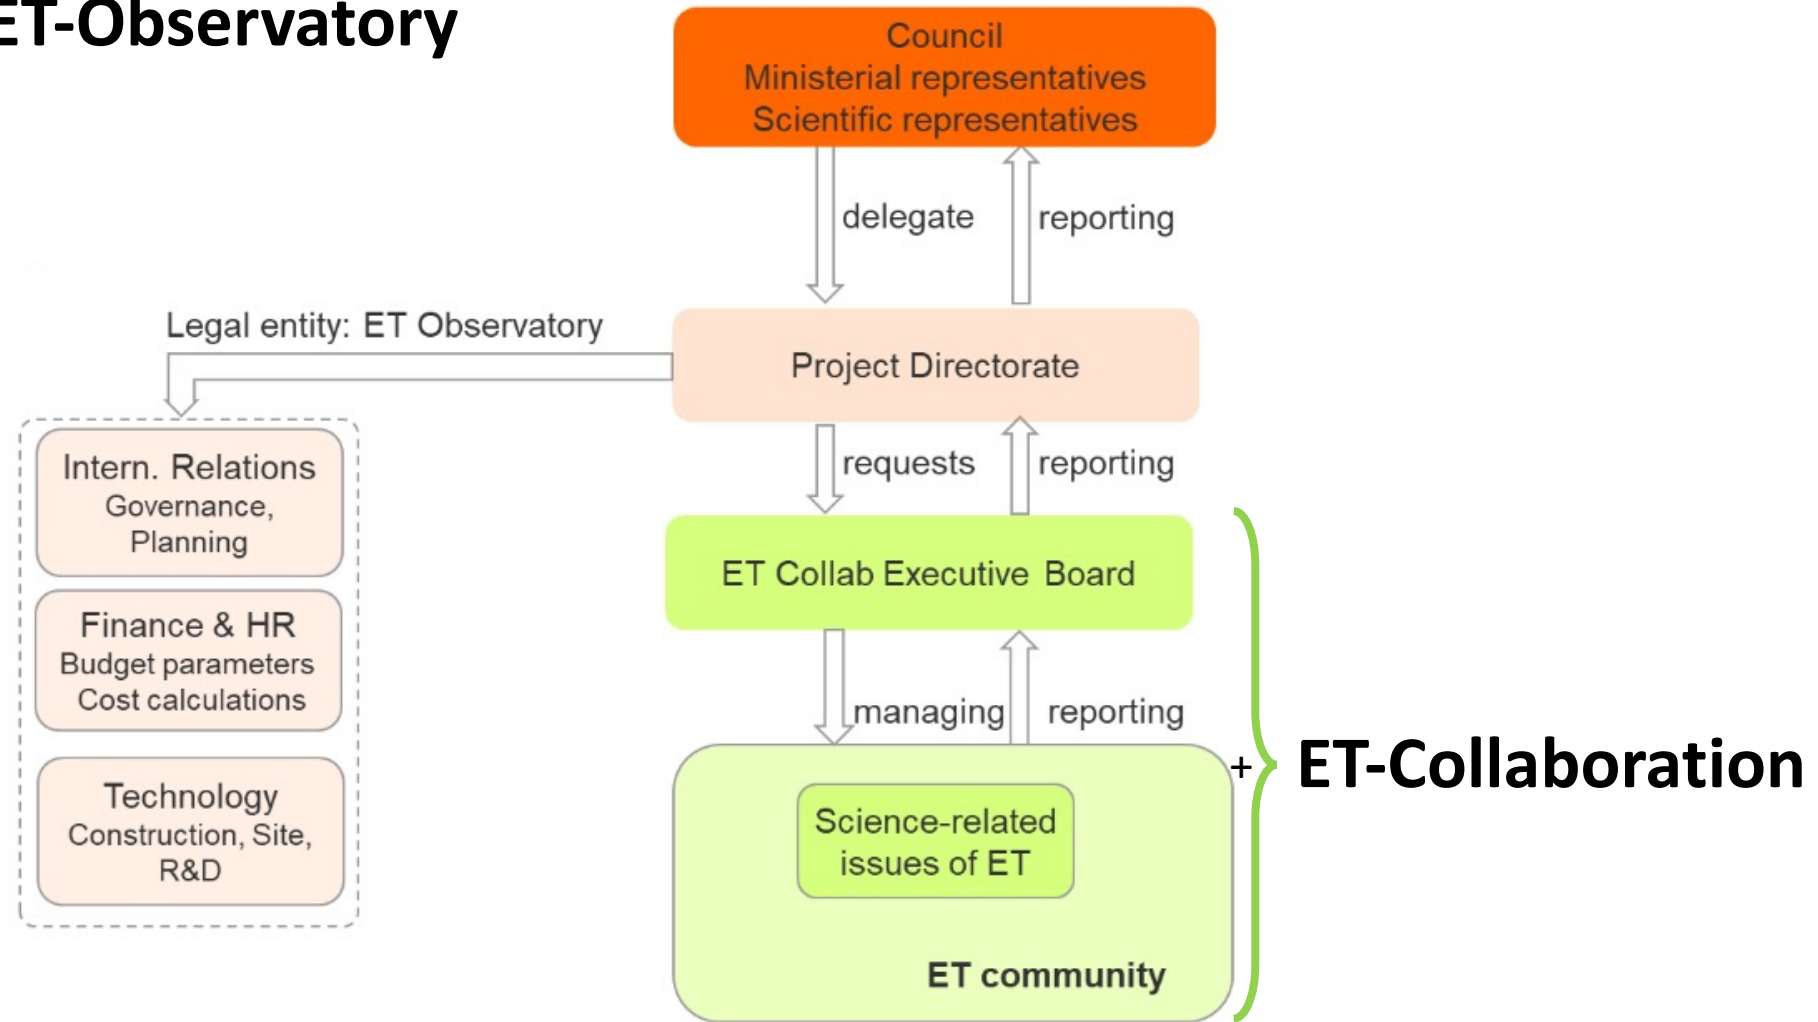 ET-Observatory
Council
Ministerial representatives
Scientific representatives
delegate
reporting
Legal entity: ET Observatory
Project Directorate
requests
reporting
Intern. Relations
Governance,
Planning
Finance & HR
Budget parameters
Cost calculations
Technology
Construction, Site,
R&D
ET Collab Executive Board
managing
reporting
Science-related
issues of ET
ET community
+
ET-Collaboration